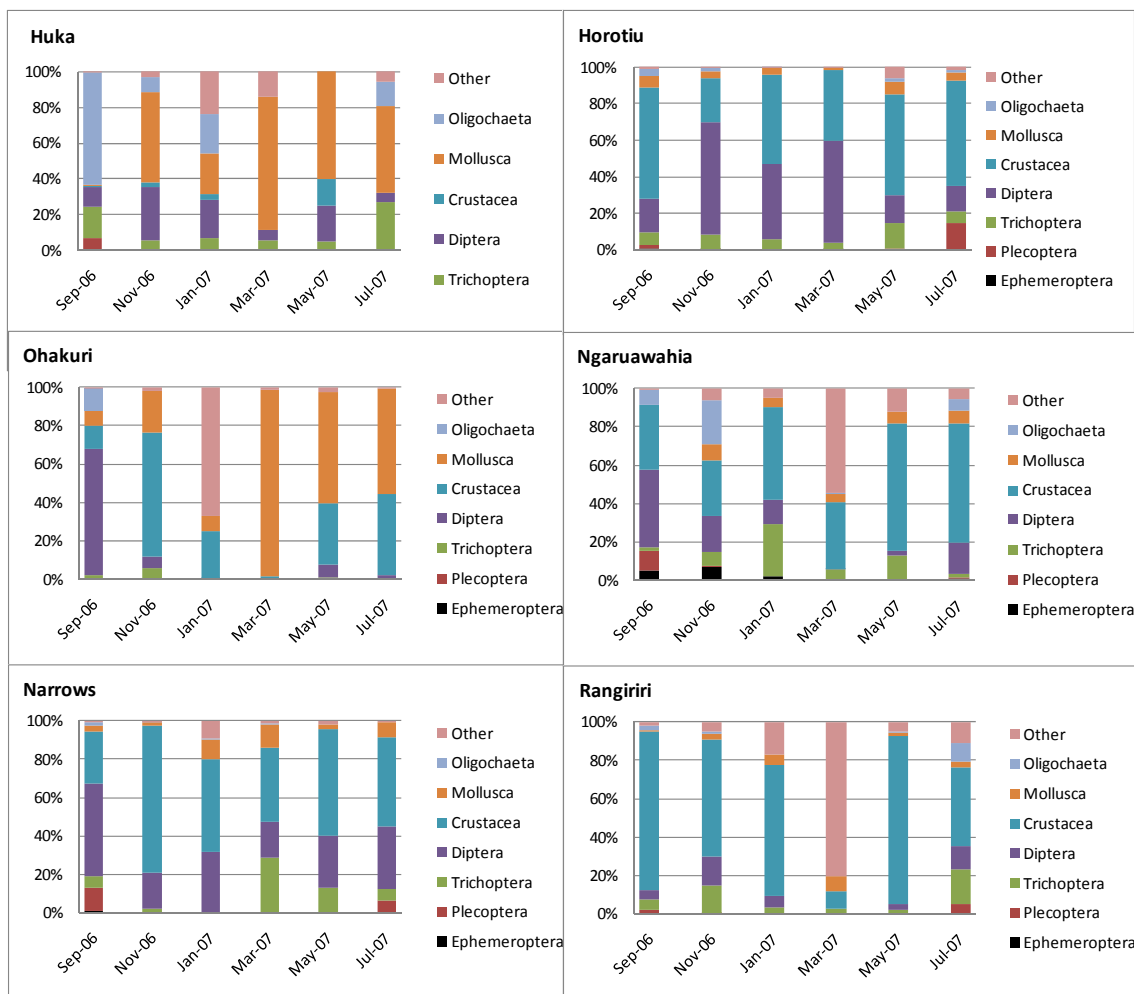 Huka
100%
80%
60%
40%
20%
0%
Sep-06
Nov-06
Jan-07
Mar-07
May-07
Jul-07
Other
Oligochaeta
Mollusca
Crustacea
Diptera
Trichoptera
Horotiu
100%
80%
60%
40%
20%
0%
Sep-06
Nov-06
Jan-07
Mar-07
May-07
Jul-07
Other
Oligochaeta
Mollusca
Crustacea
Diptera
Trichoptera
Plecoptera
Ephemeroptera
Ohakuri
100%
80%
60%
40%
20%
0%
Sep-06
Nov-06
Jan-07
Mar-07
May-07
Jul-07
Other
Oligochaeta
Mollusca
Crustacea
Diptera
Trichoptera
Plecoptera
Ephemeroptera
Ngaruawahia
100%
80%
60%
40%
20%
0%
Sep-06
Nov-06
Jan-07
Mar-07
May-07
Jul-07
Other
Oligochaeta
Mollusca
Crustacea
Diptera
Trichoptera
Plecoptera
Ephemeroptera
Narrows
100%
80%
60%
40%
20%
0%
Sep-06
Nov-06
Jan-07
Mar-07
May-07
Jul-07
Other
Oligochaeta
Mollusca
Crustacea
Diptera
Trichoptera
Plecoptera
Ephemeroptera
Rangiriri
100%
80%
60%
40%
20%
0%
Sep-06
Nov-06
Jan-07
Mar-07
May-07
Jul-07
Other
Oligochaeta
Mollusca
Crustacea
Diptera
Trichoptera
Plecoptera
Ephemeroptera